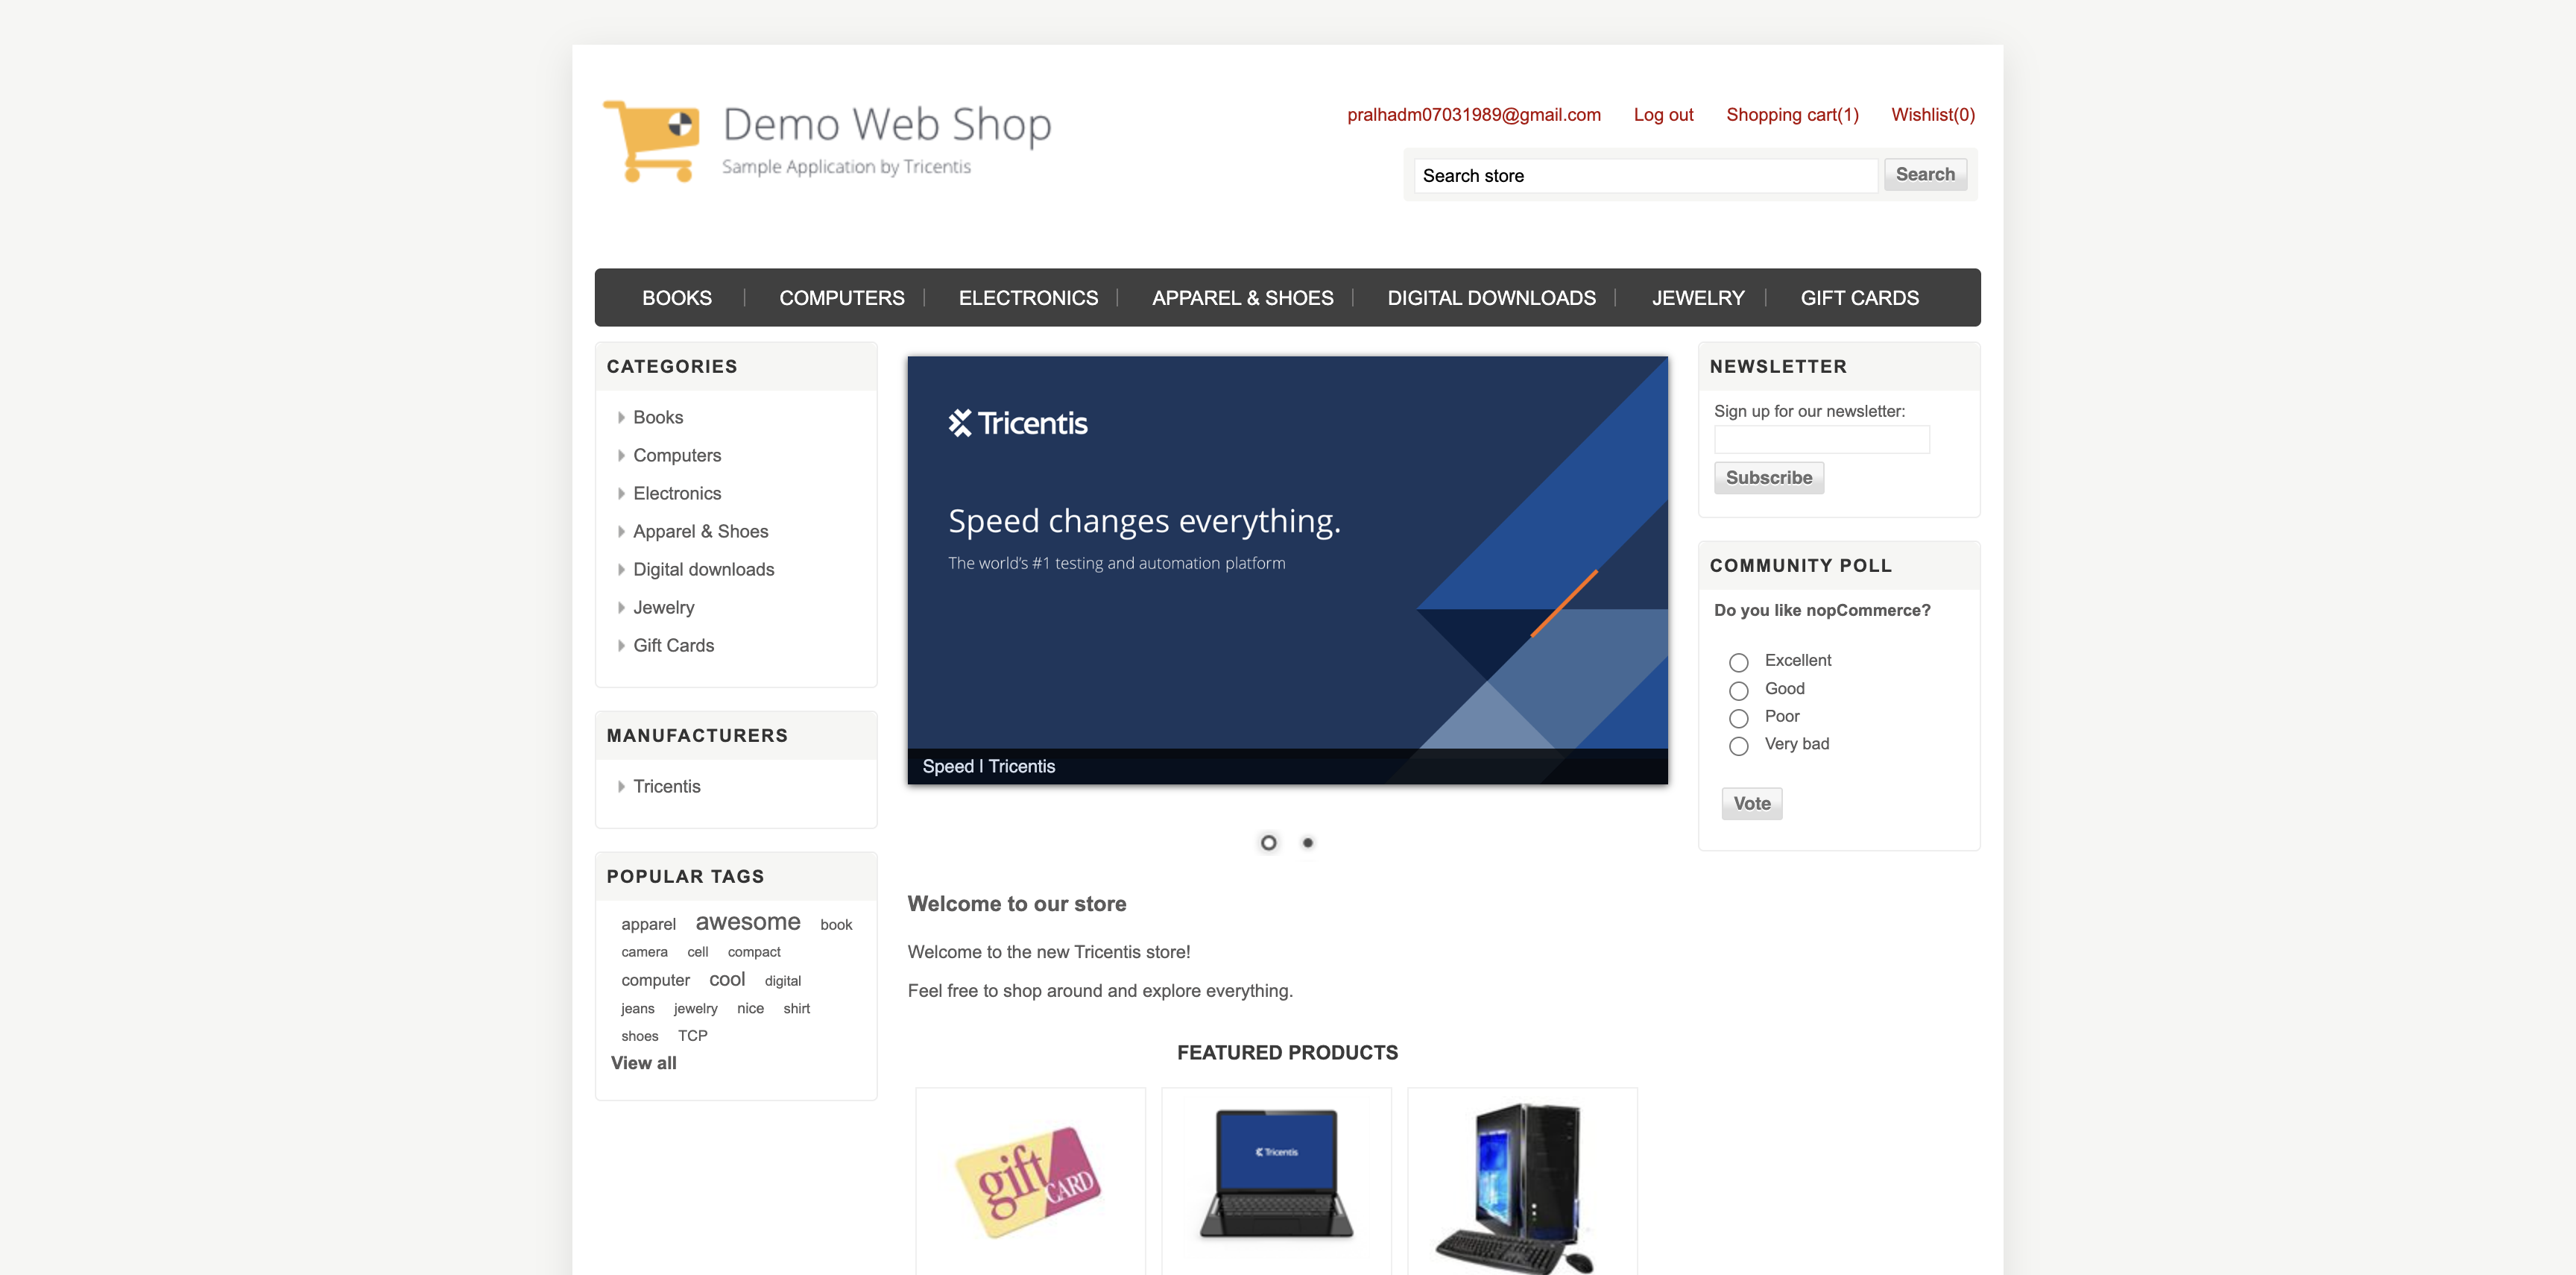 Demo Web Shop
Sample Application by Tricentis
pralhadm07031989@gmail.com Log out Shopping cart(1) Wishlist(0)
Search store Search
BOOKS COMPUTERS ELECTRONICS APPAREL & SHOES DIGITAL DOWNLOADS JEWELRY GIFT CARDS
CATEGORIES
Books
Computers
Electronics
Apparel & Shoes
Digital downloads
Jewelry
Gift Cards
MANUFACTURERS
Tricentis
POPULAR TAGS
apparel awesome book
camera cell compact
computer cool digital
jeans jewelry nice shirt
shoes TCP
View all
Tricentis
Speed changes everything.
The world's #1 testing and automation platform
Speed | Tricentis
Welcome to our store
Welcome to the new Tricentis store!
Feel free to shop around and explore everything.
FEATURED PRODUCTS
gift CARD
Tricentis
NEWSLETTER
Sign up for our newsletter:
Subscribe
COMMUNITY POLL
Do you like nopCommerce?
Excellent
Good
Poor
Very bad
Vote